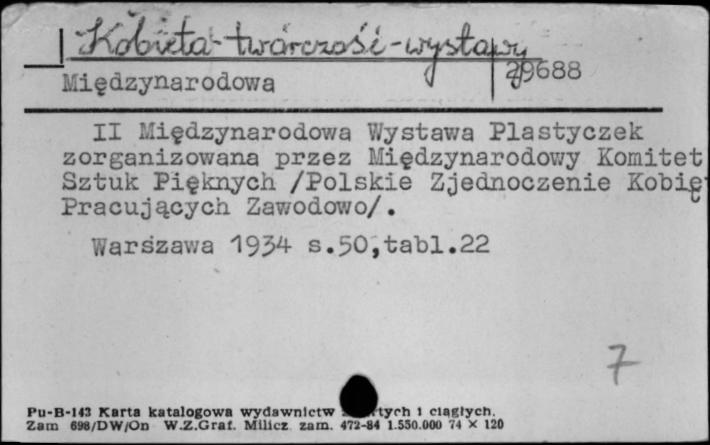 Kobieta-twórczość-wystawy
29688
Międzynarodowa
II Międzynarodowa Wystawa Plastyczek
zorganizowana przez Międzynarodowy Komitet
Sztuk Pięknych /Polskie Zjednoczenie Kobiet
Pracujących Zawodowo/.
Warszawa 1934 s.50,tabl.22
7
Pu-B-143 Karta katalogowa wydawnictw rtych i ciągłych.
Zam 698/DW/On W.Z.Graf. Milicz zam. 472-84 1.550.000 74 × 120